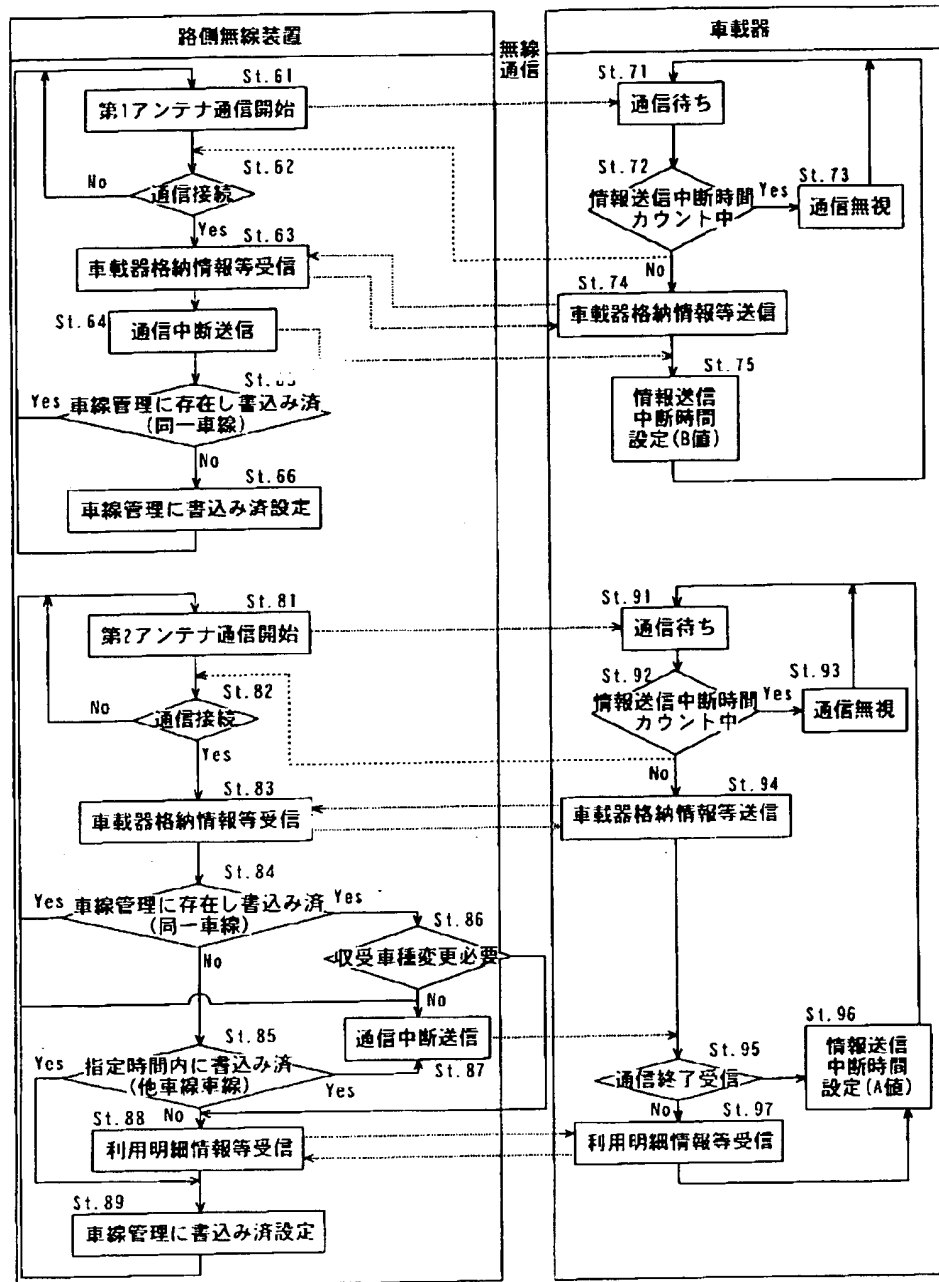 路側無線装置
無線
通信
車載器
St.61
第1アンテナ通信開始
St.62
No
通信接続
Yes
St.63
車載器格納情報等受信
St.64
通信中断送信
Yes
車線管理に存在し書込み済
(同一車線)
No
St.66
車線管理に書込み済設定
St.71
通信待ち
St.72
情報送信中断時間
カウント中
Yes
St.73
通信無視
No
St.74
車載器格納情報等送信
St.75
情報送信
中断時間
設定(B値)
St.81
第2アンテナ通信開始
St.82
No
通信接続
Yes
St.83
車載器格納情報等受信
St.84
Yes
車線管理に存在し書込み済
(同一車線)
Yes
No
St.86
収受車種変更必要
No
通信中断送信
St.87
St.85
Yes
指定時間内に書込み済
(他車線車線)
Yes
No
St.88
利用明細情報等受信
St.89
車線管理に書込み済設定
St.91
通信待ち
St.92
情報送信中断時間
カウント中
Yes
St.93
通信無視
No
St.94
車載器格納情報等送信
St.95
通信終了受信
No
St.96
情報送信
中断時間
設定(A値)
St.97
利用明細情報等受信